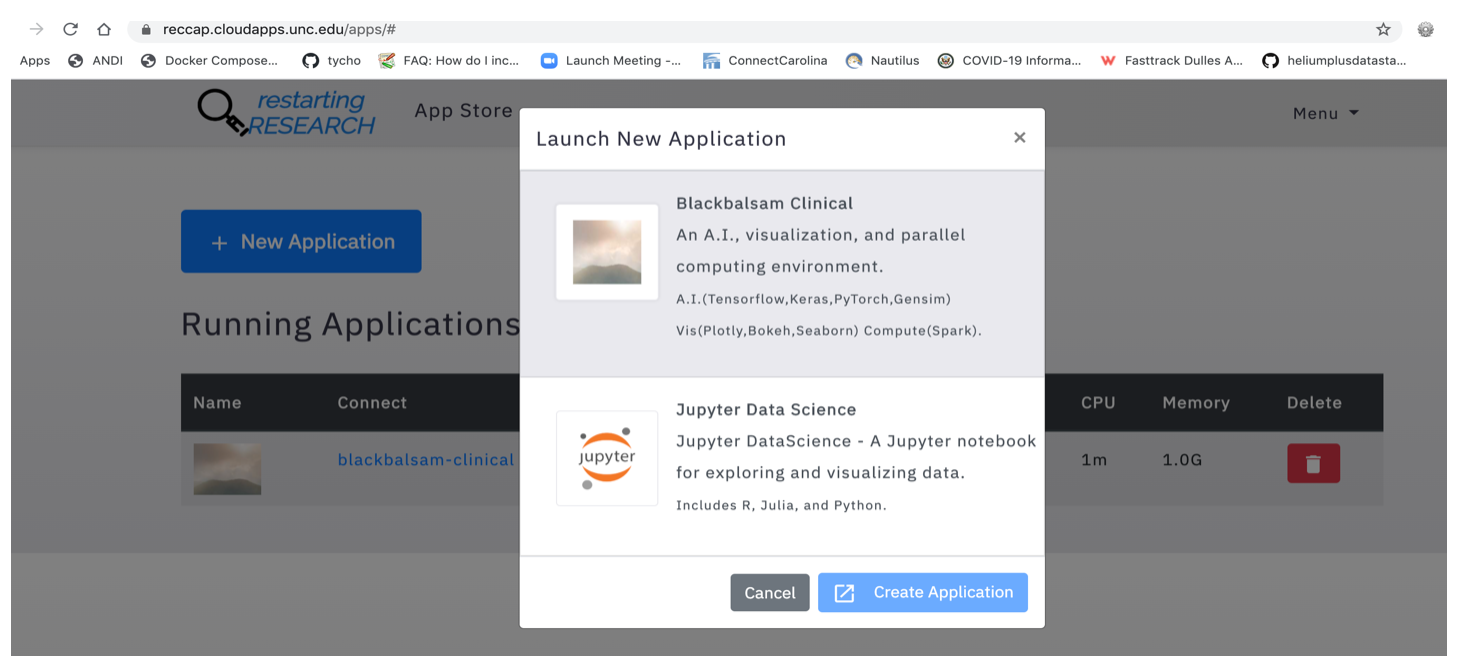 reccap.cloudapps.unc.edu/apps/#
Apps ANDI Docker Compose... tycho FAQ: How do I inc... Launch Meeting -... ConnectCarolina Nautilus COVID-19 Informa... Fasttrack Dulles A... heliumplusdatasta...
restarting
RESEARCH
App Store
Menu
Launch New Application ×
Blackbalsam Clinical
An A.I., visualization, and parallel
computing environment.
A.I.(Tensorflow,Keras,PyTorch,Gensim)
Vis(Plotly,Bokeh,Seaborn) Compute(Spark).
jupyter
Jupyter Data Science
Jupyter DataScience - A Jupyter notebook
for exploring and visualizing data.
Includes R, Julia, and Python.
Cancel Create Application
+ New Application
Running Applications
Name Connect CPU Memory Delete
blackbalsam-clinical 1m 1.0G